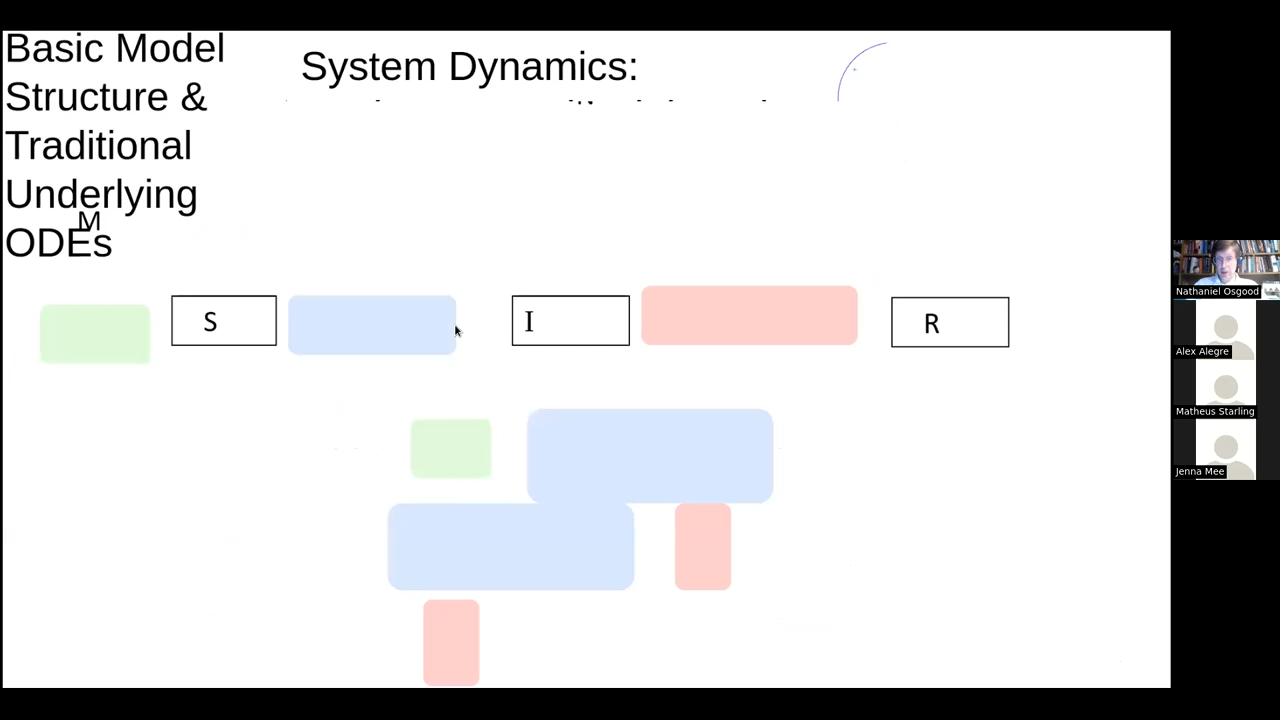 Basic Model
Structure &
Traditional
Underlying
M
ODEs
System Dynamics:
S
I
R
Nathaniel Osgood
Alex Alegre
Matheus Starling
Jenna Mee